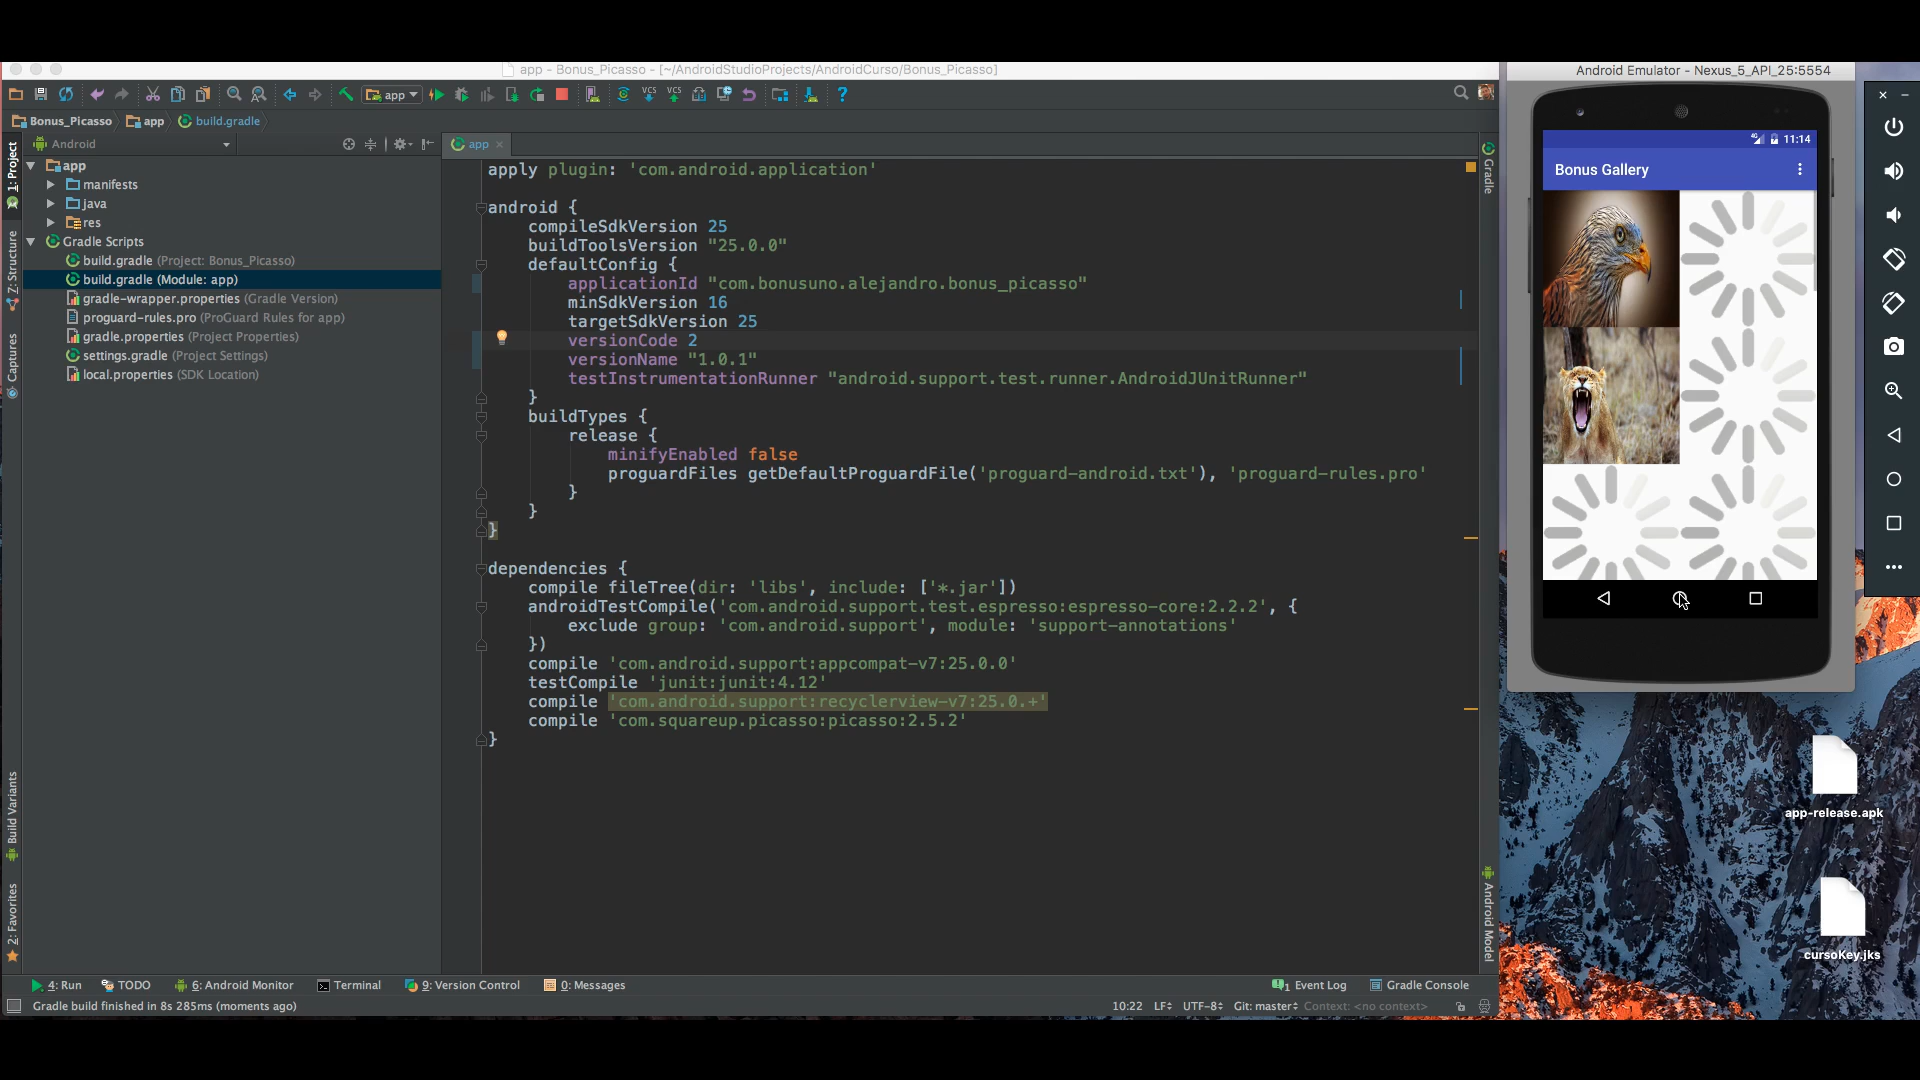 app - Bonus_Picasso - [~/AndroidStudioProjects/AndroidCurso/Bonus_Picasso]
app
VCS
VCS
?
Bonus_Picasso
app
build.gradle
1: Project
Z: Structure
Captures
Build Variants
2: Favorites
Android
app
manifests
java
res
Gradle Scripts
build.gradle (Project: Bonus_Picasso)
build.gradle (Module: app)
gradle-wrapper.properties (Gradle Version)
proguard-rules.pro (ProGuard Rules for app)
gradle.properties (Project Properties)
settings.gradle (Project Settings)
local.properties (SDK Location)
app
apply plugin: 'com.android.application'
android {
compileSdkVersion 25
buildToolsVersion "25.0.0"
defaultConfig {
applicationId "com.bonusuno.alejandro.bonus_picasso"
minSdkVersion 16
targetSdkVersion 25
versionCode 2
versionName "1.0.1"
testInstrumentationRunner "android.support.test.runner.AndroidJUnitRunner"
}
buildTypes {
release {
minifyEnabled false
proguardFiles getDefaultProguardFile('proguard-android.txt'), 'proguard-rules.pro'
}
}
}
dependencies {
compile fileTree(dir: 'libs', include: ['*.jar'])
androidTestCompile('com.android.support.test.espresso:espresso-core:2.2.2', {
exclude group: 'com.android.support', module: 'support-annotations'
})
compile 'com.android.support:appcompat-v7:25.0.0'
testCompile 'junit:junit:4.12'
compile 'com.android.support:recyclerview-v7:25.0.+'
compile 'com.squareup.picasso:picasso:2.5.2'
}
Gradle
Android Model
4: Run
TODO
6: Android Monitor
Terminal
9: Version Control
0: Messages
1 Event Log
Gradle Console
Gradle build finished in 8s 285ms (moments ago)
10:22 LF UTF-8 Git: master Context: <no context>
Android Emulator - Nexus_5_API_25:5554
4G
11:14
Bonus Gallery
app-release.apk
cursoKey.jks